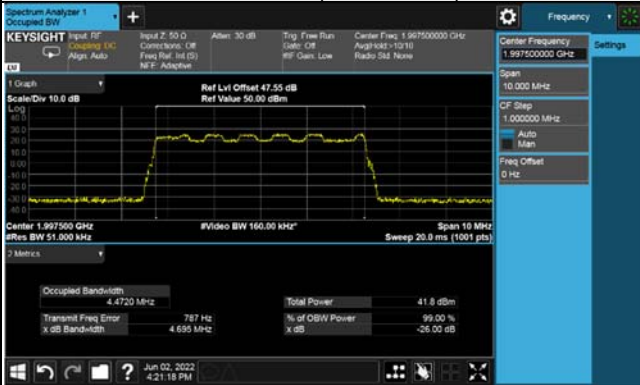 Spectrum Analyzer 1
Occupied BW
+
Frequency
KEYSIGHT
Input: RF
Coupling: DC
Align: Auto
Input Z: 50 Ω
Corrections: Off
Freq Ref: Int (S)
NFE: Adaptive
Atten: 30 dB
Trig: Free Run
Gate: Off
#IF Gain: Low
Center Freq: 1.997500000 GHz
Avg|Hold:>10/10
Radio Std: None
LXI
1 Graph
Scale/Div 10.0 dB
Ref Lvl Offset 47.55 dB
Ref Value 50.00 dBm
Log
40.0
30.0
20.0
10.0
0.00
-10.0
-20.0
-30.0
-40.0
Center 1.997500 GHz
#Res BW 51.000 kHz
#Video BW 160.00 kHz*
Span 10 MHz
Sweep 20.0 ms (1001 pts)
2 Metrics
Occupied Bandwidth
4.4720 MHz
Total Power 41.8 dBm
Transmit Freq Error 787 Hz
% of OBW Power 99.00 %
x dB Bandwidth 4.695 MHz
x dB -26.00 dB
Center Frequency
1.997500000 GHz
Settings
Span
10.000 MHz
CF Step
1.000000 MHz
Auto
Man
Freq Offset
0 Hz
?
Jun 02, 2022
4:21:18 PM